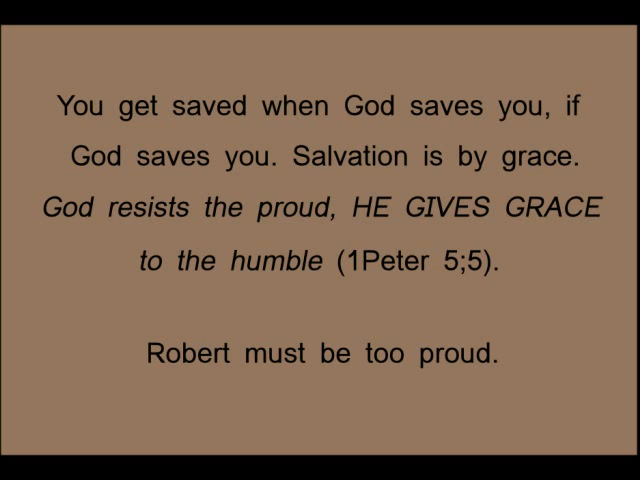 You get saved when God saves you, if
God saves you. Salvation is by grace.
God resists the proud, HE GIVES GRACE
to the humble (1Peter 5;5).
Robert must be too proud.